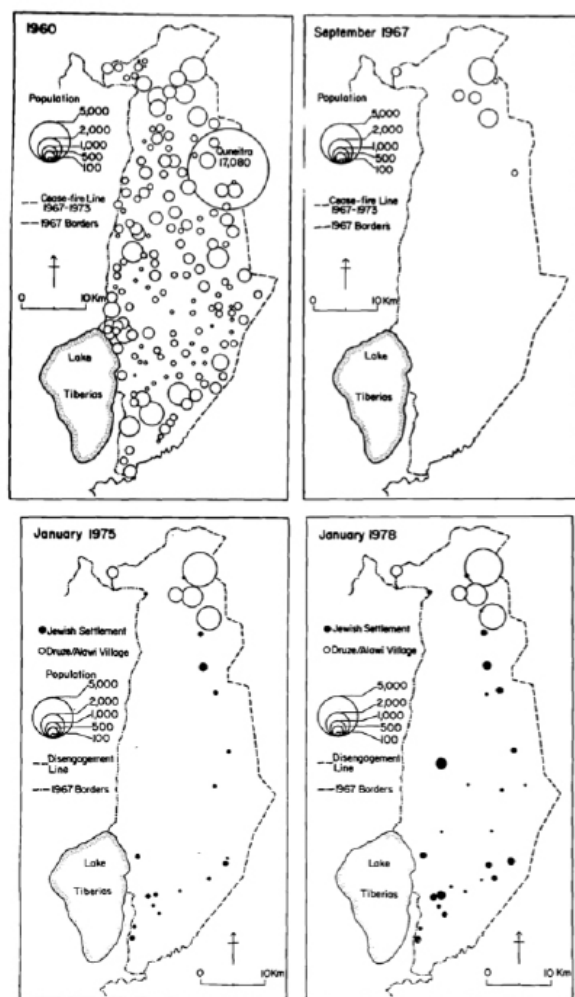 1960
Population
5,000
2,000
1,000
500
100
Quneitra
17,080
Cease-fire Line
1967-1973
1967 Borders
0 10 Km
Lake
Tiberias
September 1967
Population
5,000
2,000
1,000
500
100
Cease-fire Line
1967-1973
1967 Borders
0 10 Km
Lake
Tiberias
January 1975
Jewish Settlement
Druze/Alawi Village
Population
5,000
2,000
1,000
500
100
Disengagement
Line
1967 Borders
Lake
Tiberias
0 10 Km
January 1978
Jewish Settlement
Druze/Alawi Village
Population
5,000
2,000
1,000
500
100
Disengagement
Line
1967 Borders
Lake
Tiberias
0 10 Km